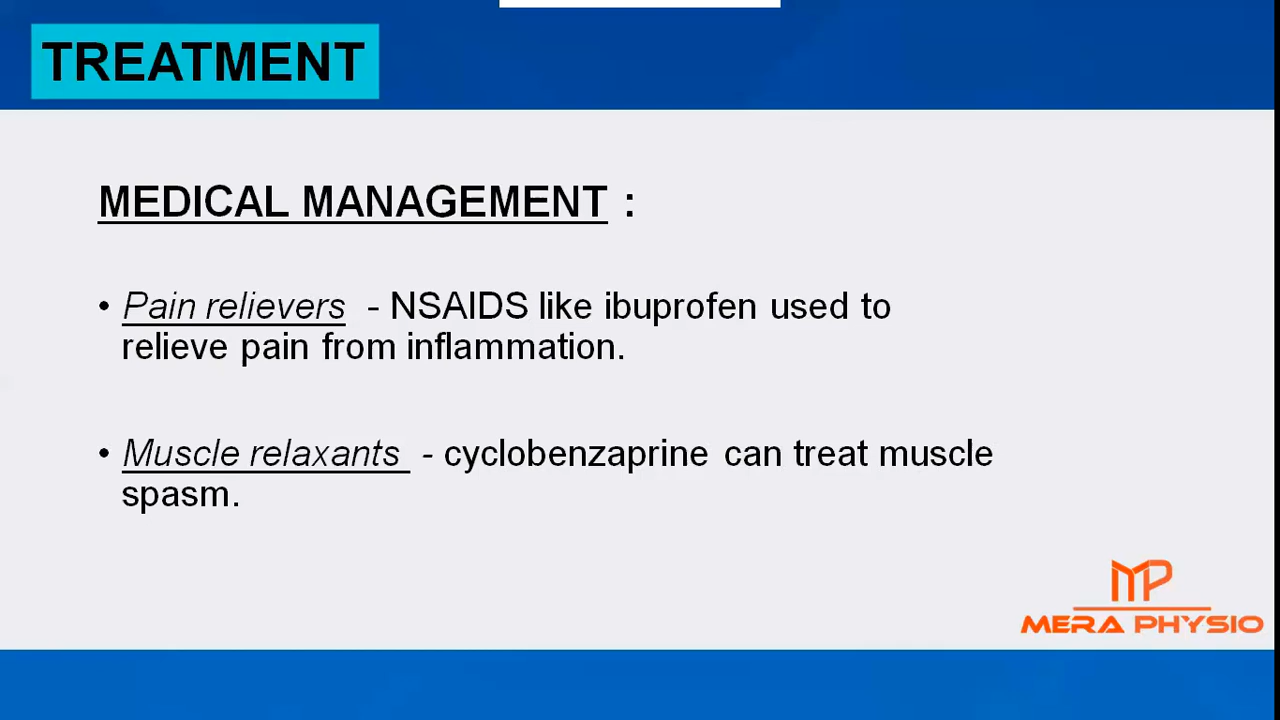 TREATMENT
MEDICAL MANAGEMENT :
• Pain relievers - NSAIDS like ibuprofen used to
relieve pain from inflammation.
• Muscle relaxants - cyclobenzaprine can treat muscle
spasm.
MP
MERA PHYSIO